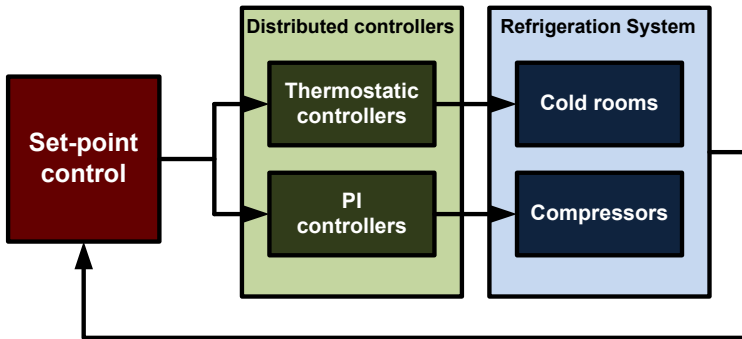 Distributed controllers
Refrigeration System
Set-point
control
Thermostatic
controllers
Cold rooms
PI
controllers
Compressors